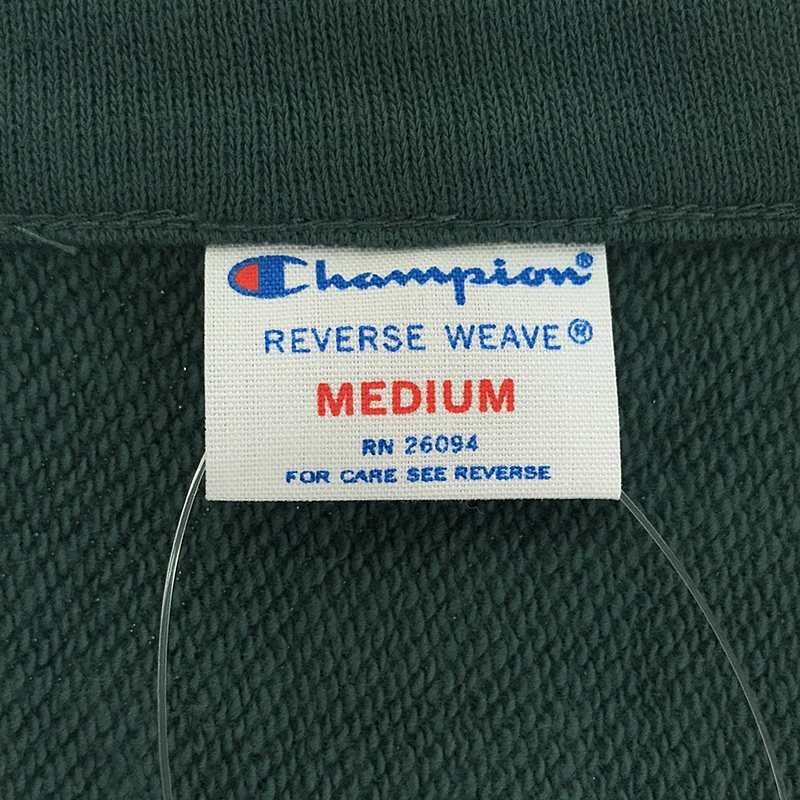 Champion®
REVERSE WEAVE®
MEDIUM
RN 26094
FOR CARE SEE REVERSE